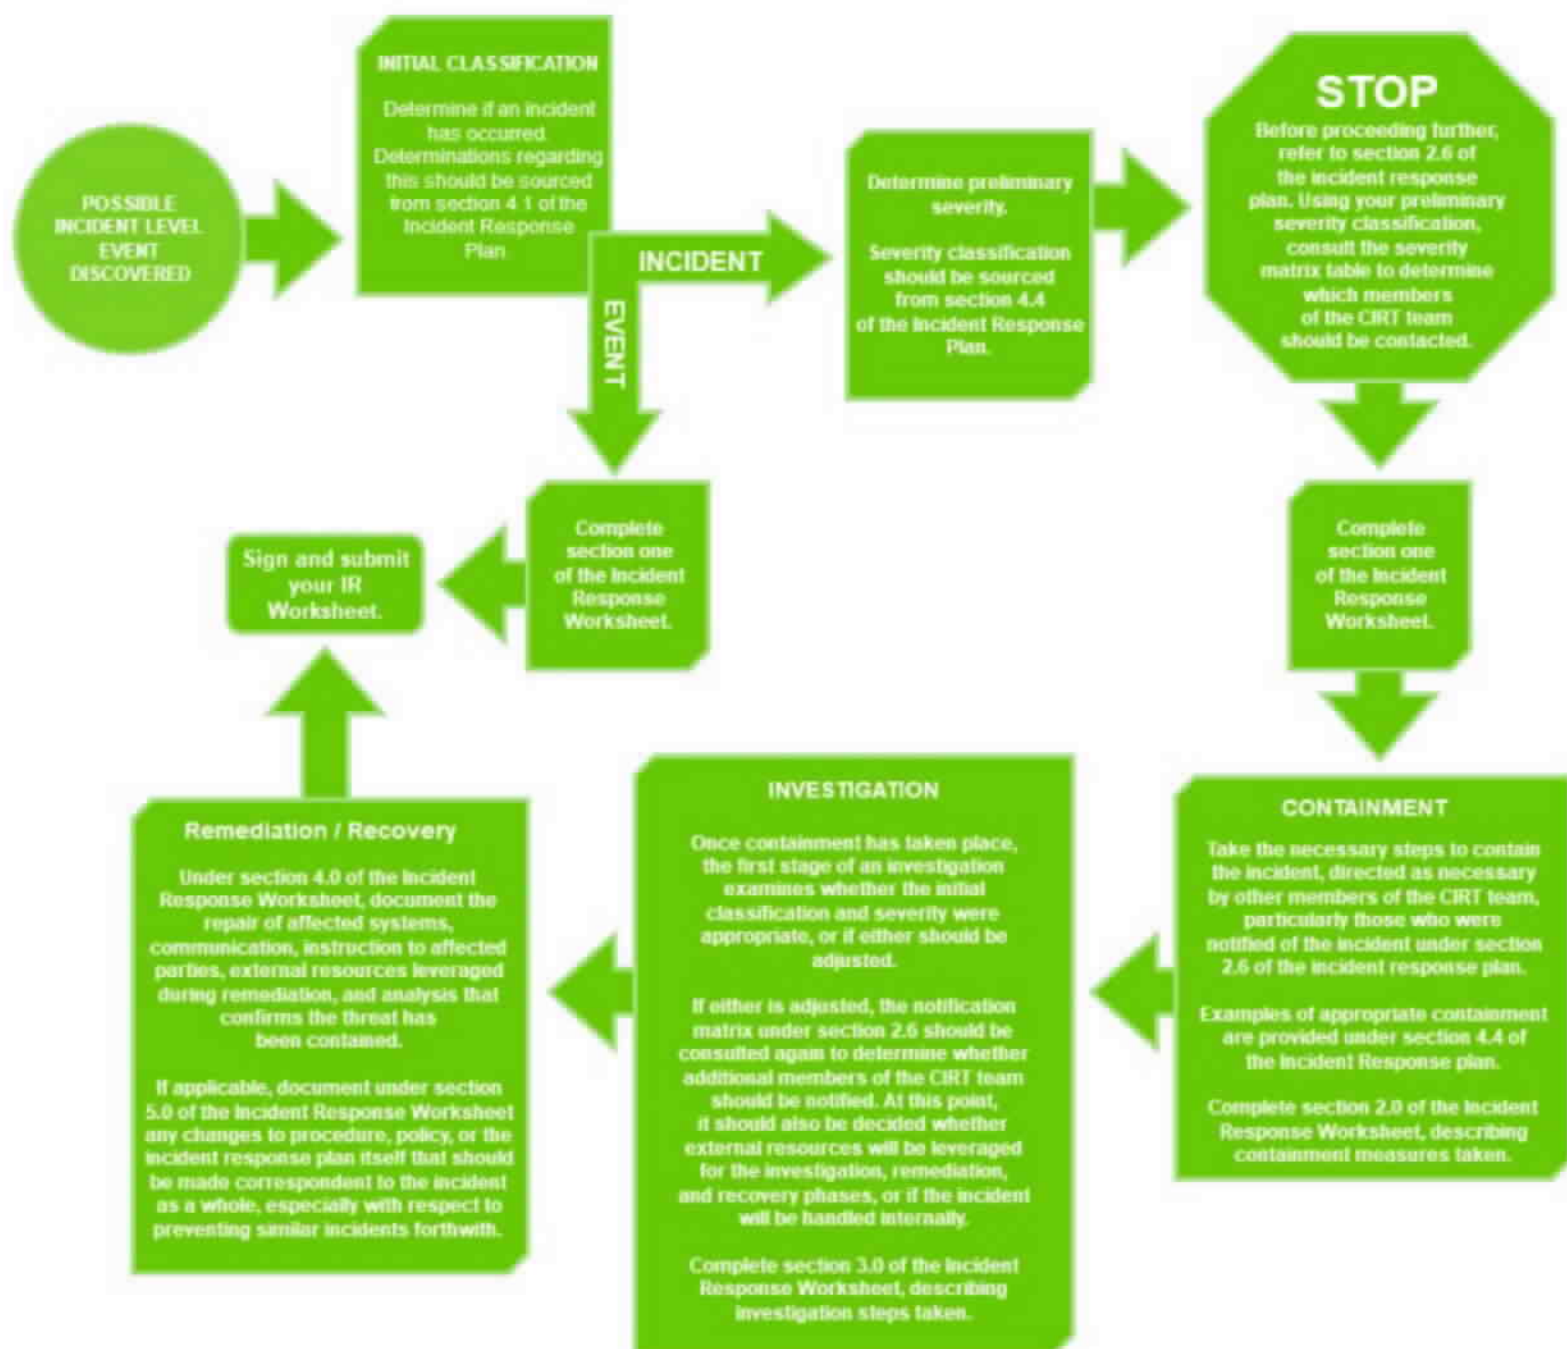 POSSIBLE
INCIDENT LEVEL
EVENT
DISCOVERED
INITIAL CLASSIFICATION
Determine if an incident
has occurred.
Determinations regarding
this should be sourced
from section 4.1 of the
Incident Response
Plan
INCIDENT
EVENT
Determine preliminary
severity.
Severity classification
should be sourced
from section 4.4
of the Incident Response
Plan.
STOP
Before proceeding further,
refer to section 2.6 of
the incident response
plan. Using your preliminary
severity classification,
consult the severity
matrix table to determine
which members
of the CIRT team
should be contacted.
Complete
section one
of the Incident
Response
Worksheet.
Sign and submit
your IR
Worksheet.
Complete
section one
of the Incident
Response
Worksheet.
CONTAINMENT
Take the necessary steps to contain
the incident, directed as necessary
by other members of the CIRT team,
particularly those who were
notified of the incident under section
2.6 of the incident response plan.
Examples of appropriate containment
are provided under section 4.4 of
the Incident Response plan.
Complete section 2.0 of the Incident
Response Worksheet, describing
containment measures taken.
INVESTIGATION
Once containment has taken place,
the first stage of an investigation
examines whether the initial
classification and severity were
appropriate, or if either should be
adjusted.
If either is adjusted, the notification
matrix under section 2.6 should be
consulted again to determine whether
additional members of the CIRT team
should be notified. At this point,
it should also be decided whether
external resources will be leveraged
for the investigation, remediation,
and recovery phases, or if the incident
will be handled internally.
Complete section 3.0 of the Incident
Response Worksheet, describing
investigation steps taken.
Remediation / Recovery
Under section 4.0 of the Incident
Response Worksheet, document the
repair of affected systems,
communication, instruction to affected
parties, external resources leveraged
during remediation, and analysis that
confirms the threat has
been contained.
If applicable, document under section
5.0 of the Incident Response Worksheet
any changes to procedure, policy, or the
incident response plan itself that should
be made correspondent to the incident
as a whole, especially with respect to
preventing similar incidents forthwith.